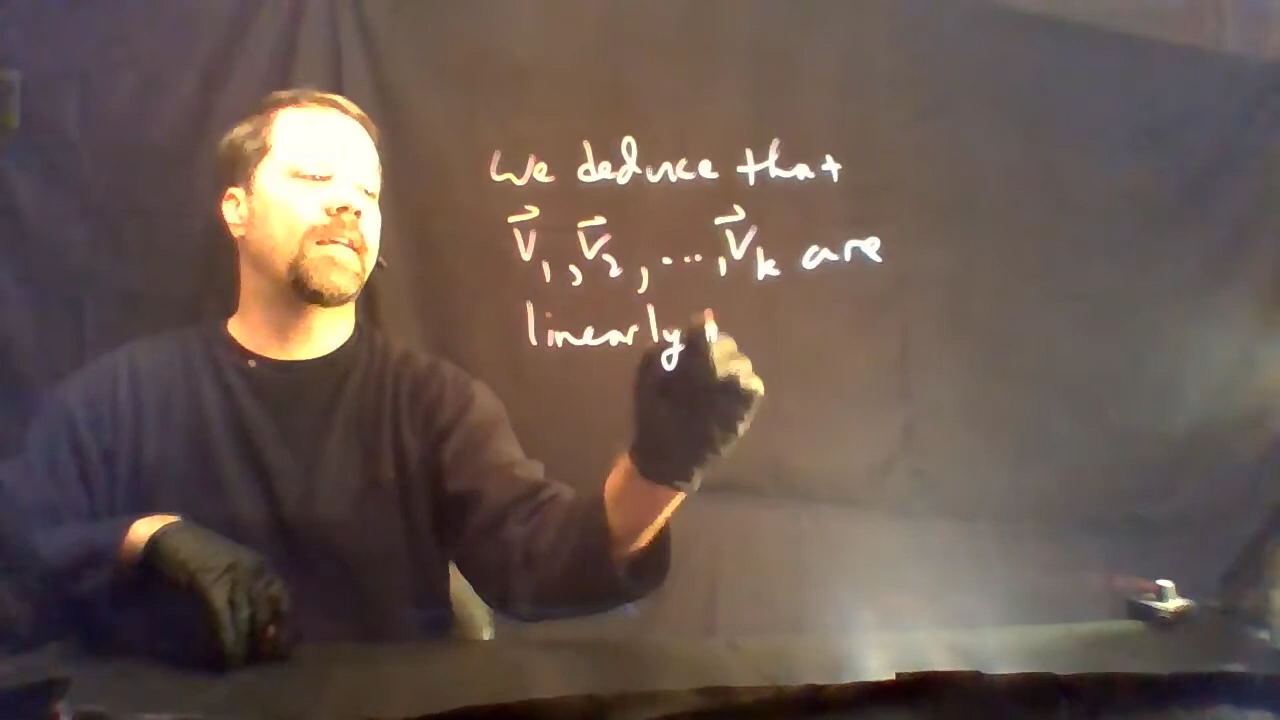 We deduce that
v⃗₁, v⃗₂, ..., v⃗ₖ are
linearly